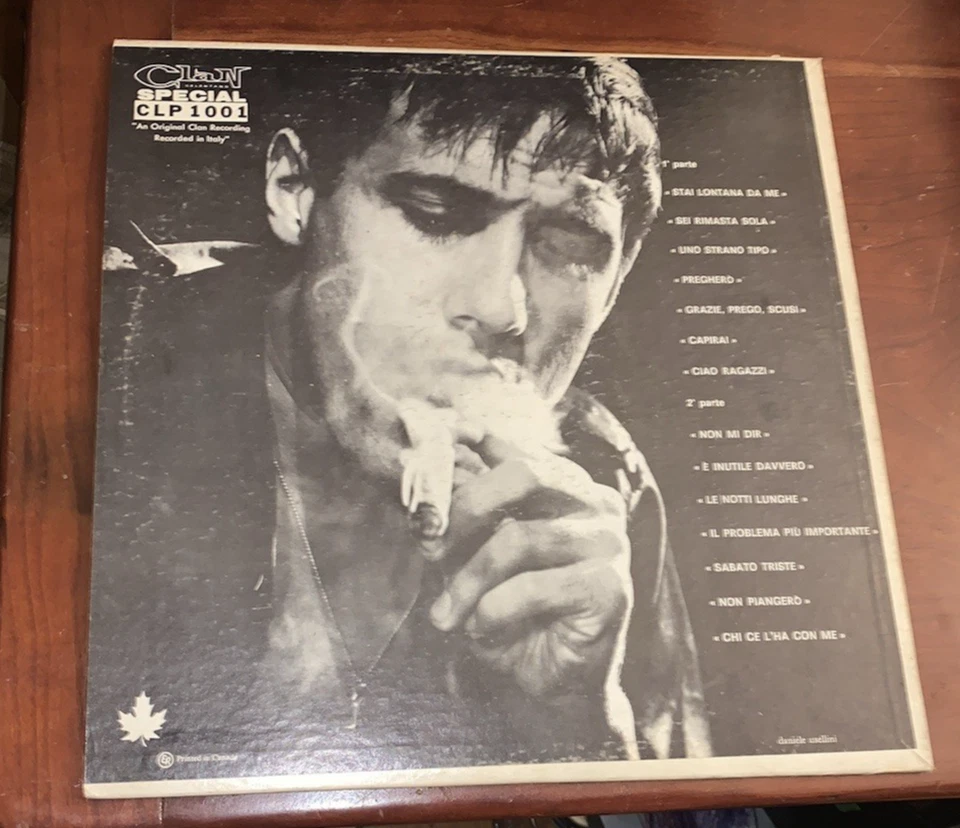 Clan
CELENTANO
SPECIAL
CLP 1001
"An Original Clan Recording
Recorded in Italy"
1ª parte
«STAI LONTANA DA ME»
«SEI RIMASTA SOLA»
«UNO STRANO TIPO»
«PREGHERÒ»
«GRAZIE, PREGO, SCUSI»
«CAPIRAI»
«CIAO RAGAZZI»
2ª parte
«NON MI DIR»
«È INUTILE DAVVERO»
«LE NOTTI LUNGHE»
«IL PROBLEMA PIÙ IMPORTANTE»
«SABATO TRISTE»
«NON PIANGERÒ»
«CHI CE L'HA CON ME»
daniele usellini
Printed in Canada